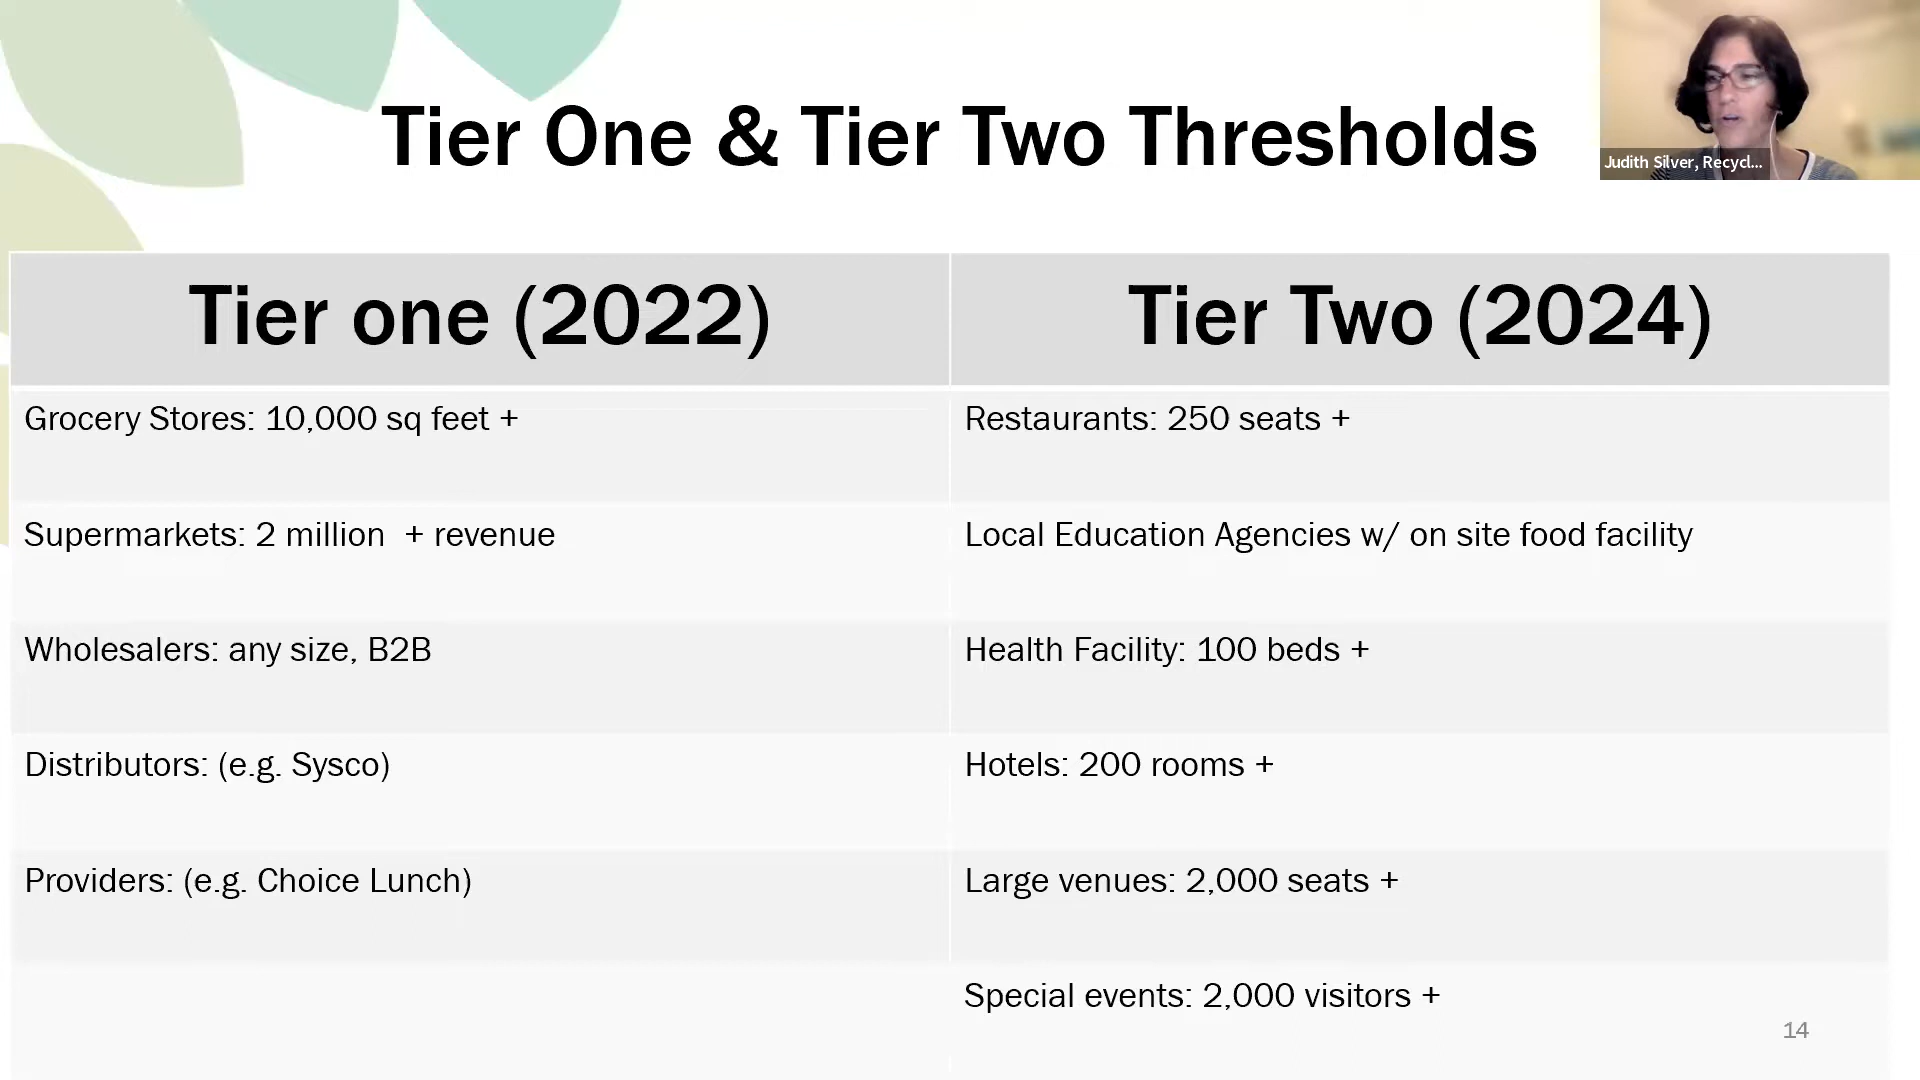 Tier One & Tier Two Thresholds
Judith Silver, Recycl...
Tier one (2022)
Tier Two (2024)
Grocery Stores: 10,000 sq feet +
Restaurants: 250 seats +
Supermarkets: 2 million  + revenue
Local Education Agencies w/ on site food facility
Wholesalers: any size, B2B
Health Facility: 100 beds +
Distributors: (e.g. Sysco)
Hotels: 200 rooms +
Providers: (e.g. Choice Lunch)
Large venues: 2,000 seats +
Special events: 2,000 visitors +
14